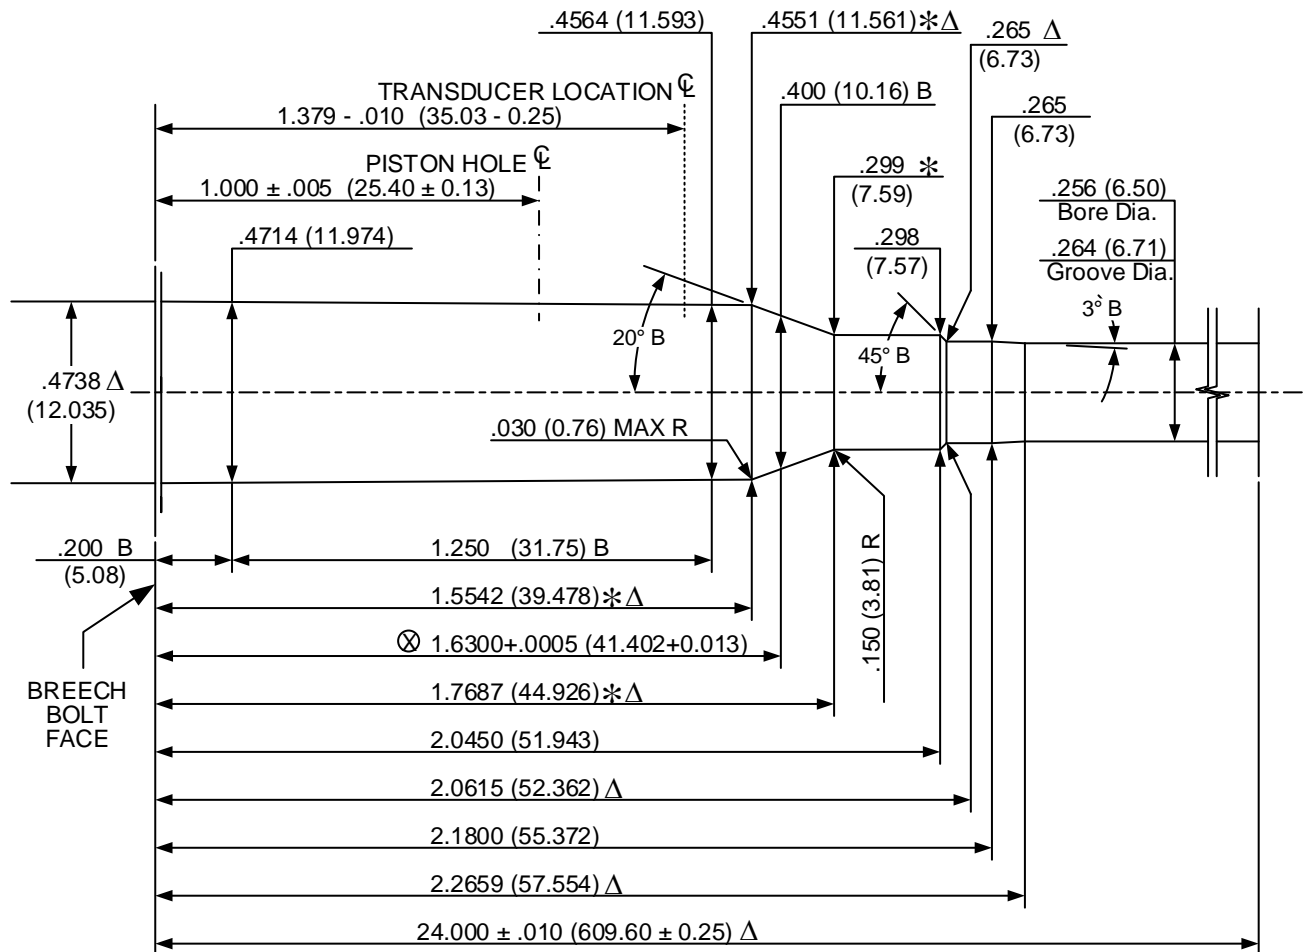 .4564 (11.593)
.4551 (11.561)✻Δ
.265 Δ
(6.73)
TRANSDUCER LOCATION ℄
1.379 - .010 (35.03 - 0.25)
.400 (10.16) B
.265
(6.73)
PISTON HOLE ℄
1.000 ± .005 (25.40 ± 0.13)
.299 ✻
(7.59)
.256 (6.50)
Bore Dia.
.4714 (11.974)
.298
(7.57)
.264 (6.71)
Groove Dia.
3° B
20° B
45° B
.4738 Δ
(12.035)
.030 (0.76) MAX R
.200 B
(5.08)
1.250 (31.75) B
.150 (3.81) R
1.5542 (39.478)✻Δ
⊗ 1.6300+.0005 (41.402+0.013)
BREECH
BOLT
FACE
1.7687 (44.926)✻Δ
2.0450 (51.943)
2.0615 (52.362) Δ
2.1800 (55.372)
2.2659 (57.554) Δ
24.000 ± .010 (609.60 ± 0.25) Δ